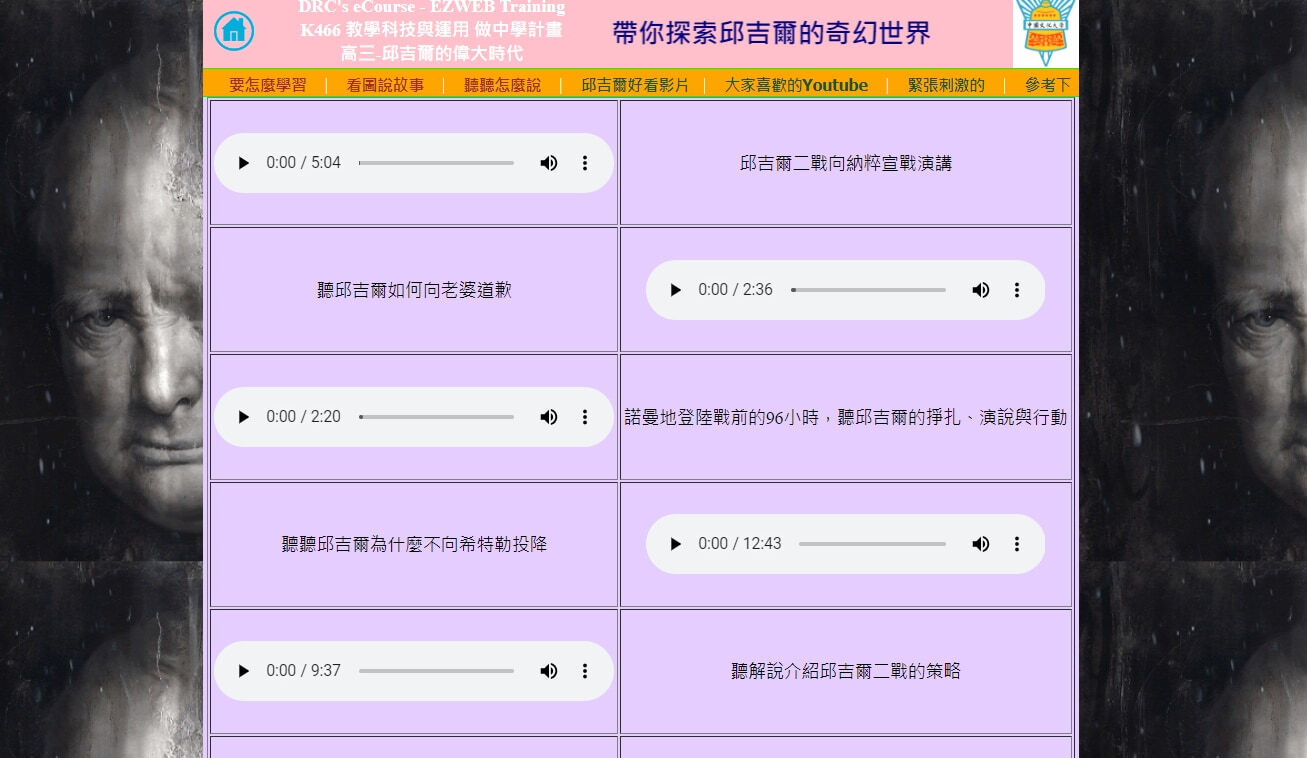 DRC's eCourse - EZWEB Training
K466 教學科技與運用 做中學計畫
高三-邱吉爾的偉大時代
帶你探索邱吉爾的奇幻世界
中國文化大學
要怎麼學習 | 看圖說故事 | 聽聽怎麼說 | 邱吉爾好看影片 | 大家喜歡的Youtube | 緊張刺激的 | 參考下
0:00 / 5:04
邱吉爾二戰向納粹宣戰演講
聽邱吉爾如何向老婆道歉
0:00 / 2:36
0:00 / 2:20
諾曼地登陸戰前的96小時，聽邱吉爾的掙扎、演說與行動
聽聽邱吉爾為什麼不向希特勒投降
0:00 / 12:43
0:00 / 9:37
聽解說介紹邱吉爾二戰的策略